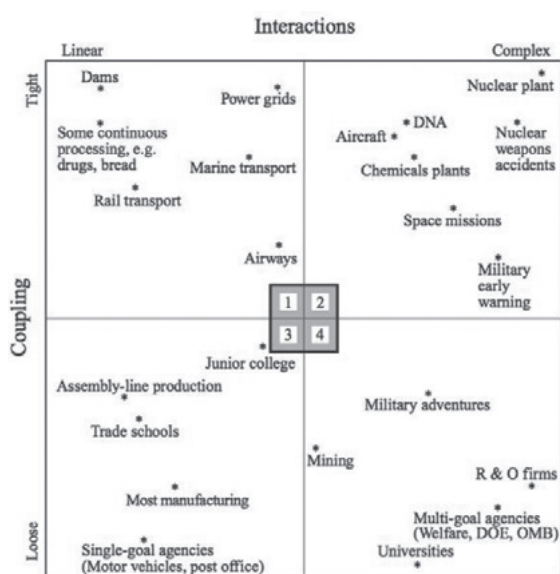 Interactions
Linear
Complex
Coupling
Tight
Loose
Dams
Power grids
Nuclear plant
Some continuous
processing, e.g.
drugs, bread
DNA
Aircraft
Nuclear
weapons
accidents
Marine transport
Chemicals plants
Rail transport
Space missions
Airways
Military
early
warning
1 2
3 4
Junior college
Assembly-line production
Military adventures
Trade schools
Mining
Most manufacturing
R & O firms
Multi-goal agencies
(Welfare, DOE, OMB)
Single-goal agencies
(Motor vehicles, post office)
Universities